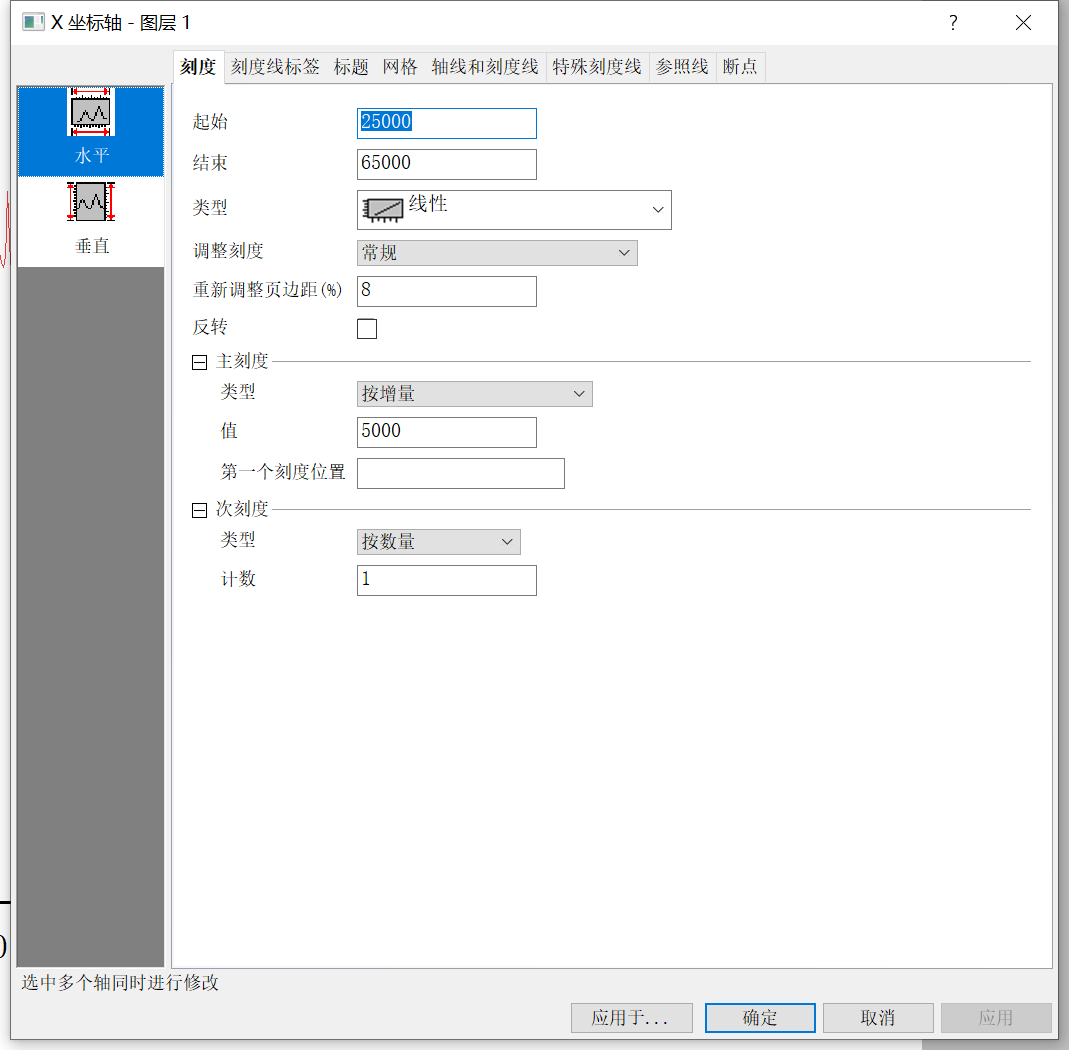 X 坐标轴 - 图层 1 ?
刻度 刻度线标签 标题 网格 轴线和刻度线 特殊刻度线 参照线 断点
水平
垂直
起始 25000
结束 65000
类型 线性
调整刻度 常规
重新调整页边距(%) 8
反转
主刻度
类型 按增量
值 5000
第一个刻度位置
次刻度
类型 按数量
计数 1
选中多个轴同时进行修改
应用于... 确定 取消 应用